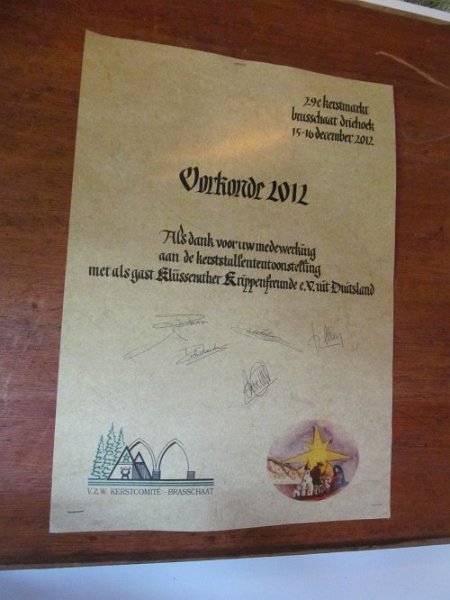 29e kerstmarkt
brasschaat driehoek
15-16 december 2012
Oorkonde 2012
Als dank voor uw medewerking
aan de kerststallententoonstelling
met als gast Klüsserather Krippenfreunde e.V. uit Duitsland
V.Z.W. KERSTCOMITÉ - BRASSCHAAT